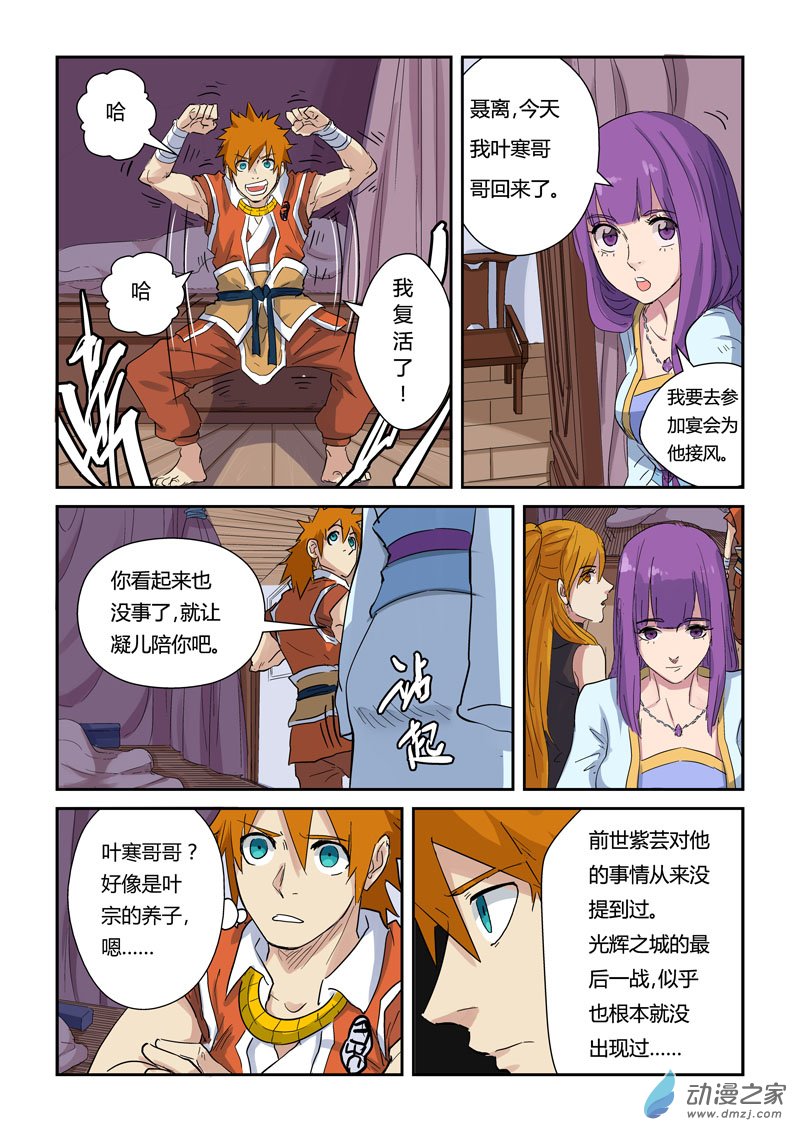 哈
哈
我
复
活
了
！
聂离,今天
我叶寒哥
哥回来了。
我要去参
加宴会为
他接风。
你看起来也
没事了,就让
凝儿陪你吧。
站
起
叶寒哥哥？
好像是叶
宗的养子,
嗯……
前世紫芸对他
的事情从来没
提到过。
光辉之城的最
后一战,似乎
也根本就没
出现过……
动漫之家
www.dmzj.com